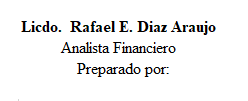 Licdo. Rafael E. Diaz Araujo
Analista Financiero
Preparado por: